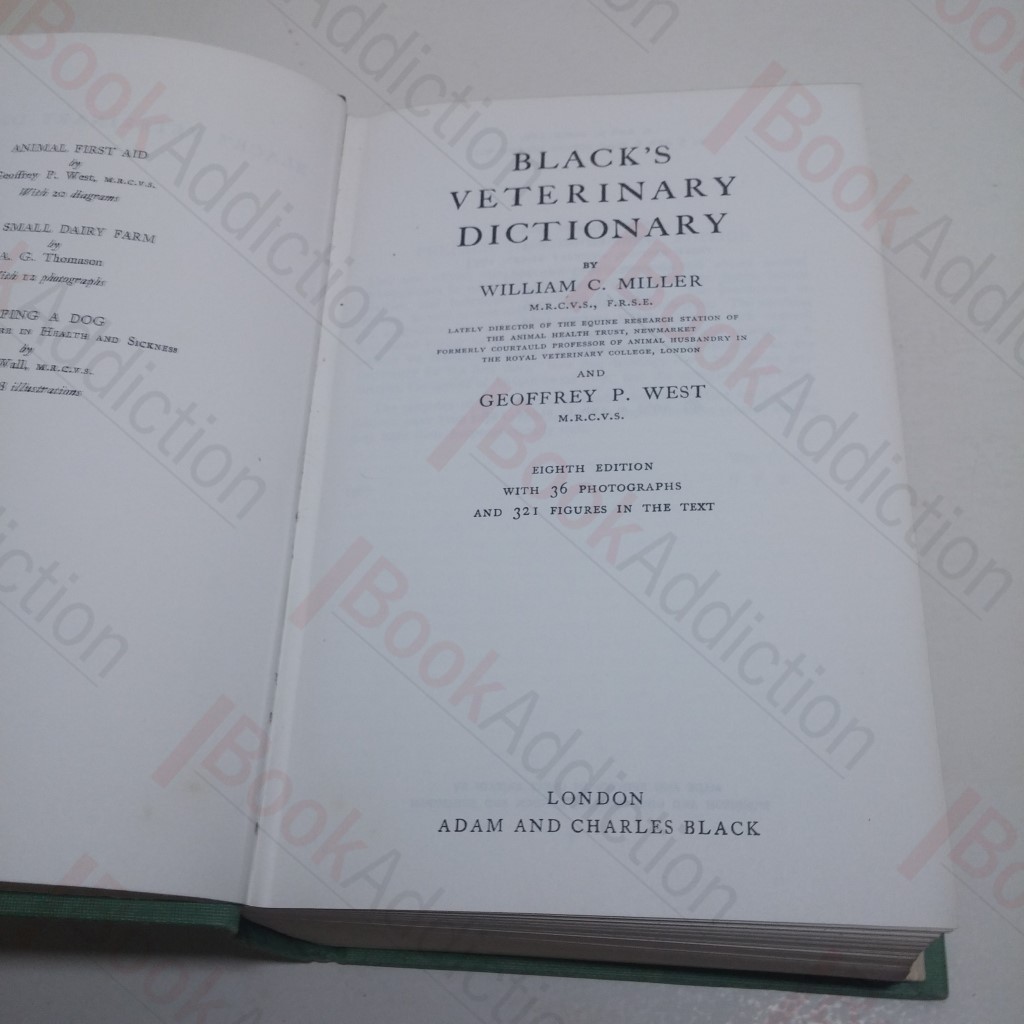 ANIMAL FIRST AID
by
Geoffrey P. West, M.R.C.V.S.
With 202 diagrams
SMALL DAIRY FARM
by
A. G. Thomason
12 photographs
A DOG
IN HEALTH AND SICKNESS
by
Wall, M.R.C.V.S.
illustrations
BLACK'S
VETERINARY
DICTIONARY
BY
WILLIAM C. MILLER
M.R.C.V.S., F.R.S.E.
LATELY DIRECTOR OF THE EQUINE RESEARCH STATION OF
THE ANIMAL HEALTH TRUST, NEWMARKET
FORMERLY COURTAULD PROFESSOR OF ANIMAL HUSBANDRY IN
THE ROYAL VETERINARY COLLEGE, LONDON
AND
GEOFFREY P. WEST
M.R.C.V.S.
EIGHTH EDITION
WITH 36 PHOTOGRAPHS
AND 321 FIGURES IN THE TEXT
LONDON
ADAM AND CHARLES BLACK
BookAddiction